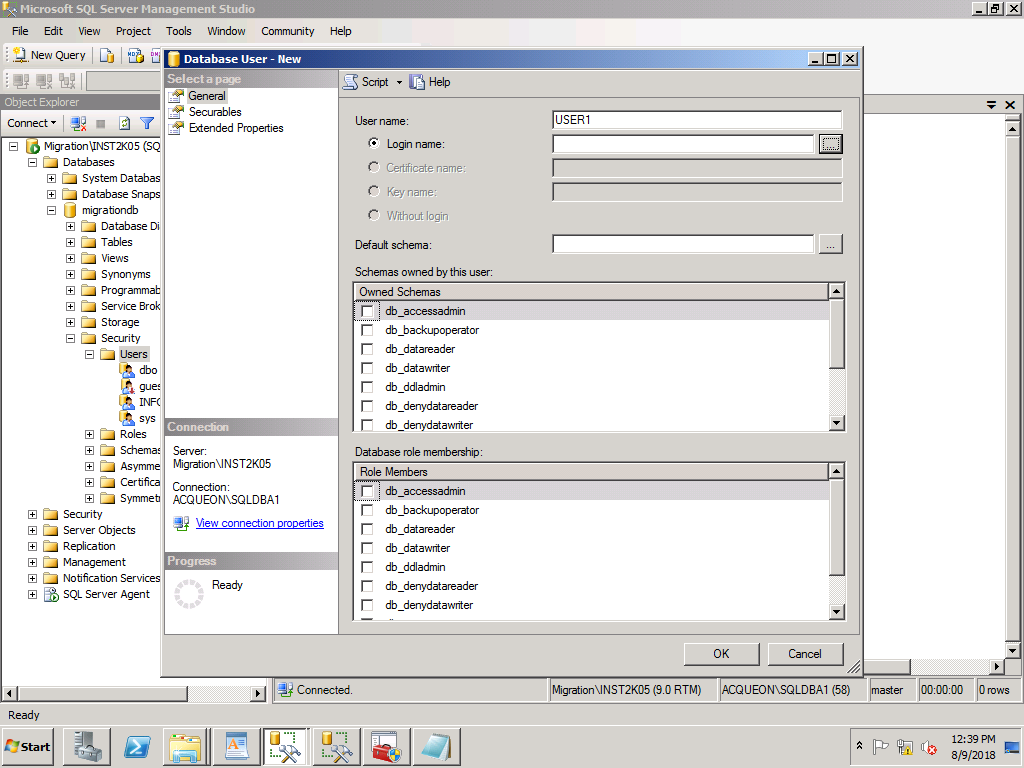 Microsoft SQL Server Management Studio
File Edit View Project Tools Window Community Help
New Query
Object Explorer
Connect
Migration\INST2K05 (SQ
Databases
System Databas
Database Snaps
migrationdb
Database Di
Tables
Views
Synonyms
Programmab
Service Brok
Storage
Security
Users
dbo
gues
INFO
sys
Roles
Schemas
Asymme
Certifica
Symmetr
Security
Server Objects
Replication
Management
Notification Services
SQL Server Agent
Database User - New
Select a page
General
Securables
Extended Properties
Connection
Server:
Migration\INST2K05
Connection:
ACQUEON\SQLDBA1
View connection properties
Progress
Ready
Script Help
User name: USER1
Login name: ...
Certificate name:
Key name:
Without login
Default schema: ...
Schemas owned by this user:
Owned Schemas
db_accessadmin
db_backupoperator
db_datareader
db_datawriter
db_ddladmin
db_denydatareader
db_denydatawriter
Database role membership:
Role Members
db_accessadmin
db_backupoperator
db_datareader
db_datawriter
db_ddladmin
db_denydatareader
db_denydatawriter
OK Cancel
Connected. Migration\INST2K05 (9.0 RTM) ACQUEON\SQLDBA1 (58) master 00:00:00 0 rows
Ready
Start
12:39 PM
8/9/2018